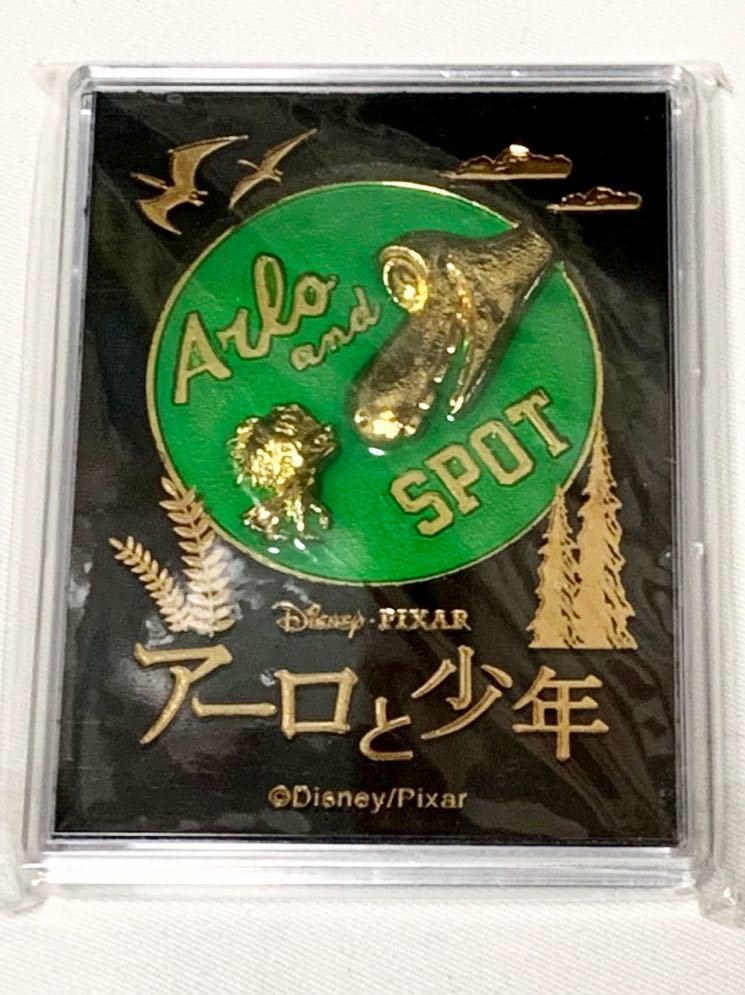 Arlo
and
SPOT
Disney·PIXAR
アーロと少年
©Disney/Pixar